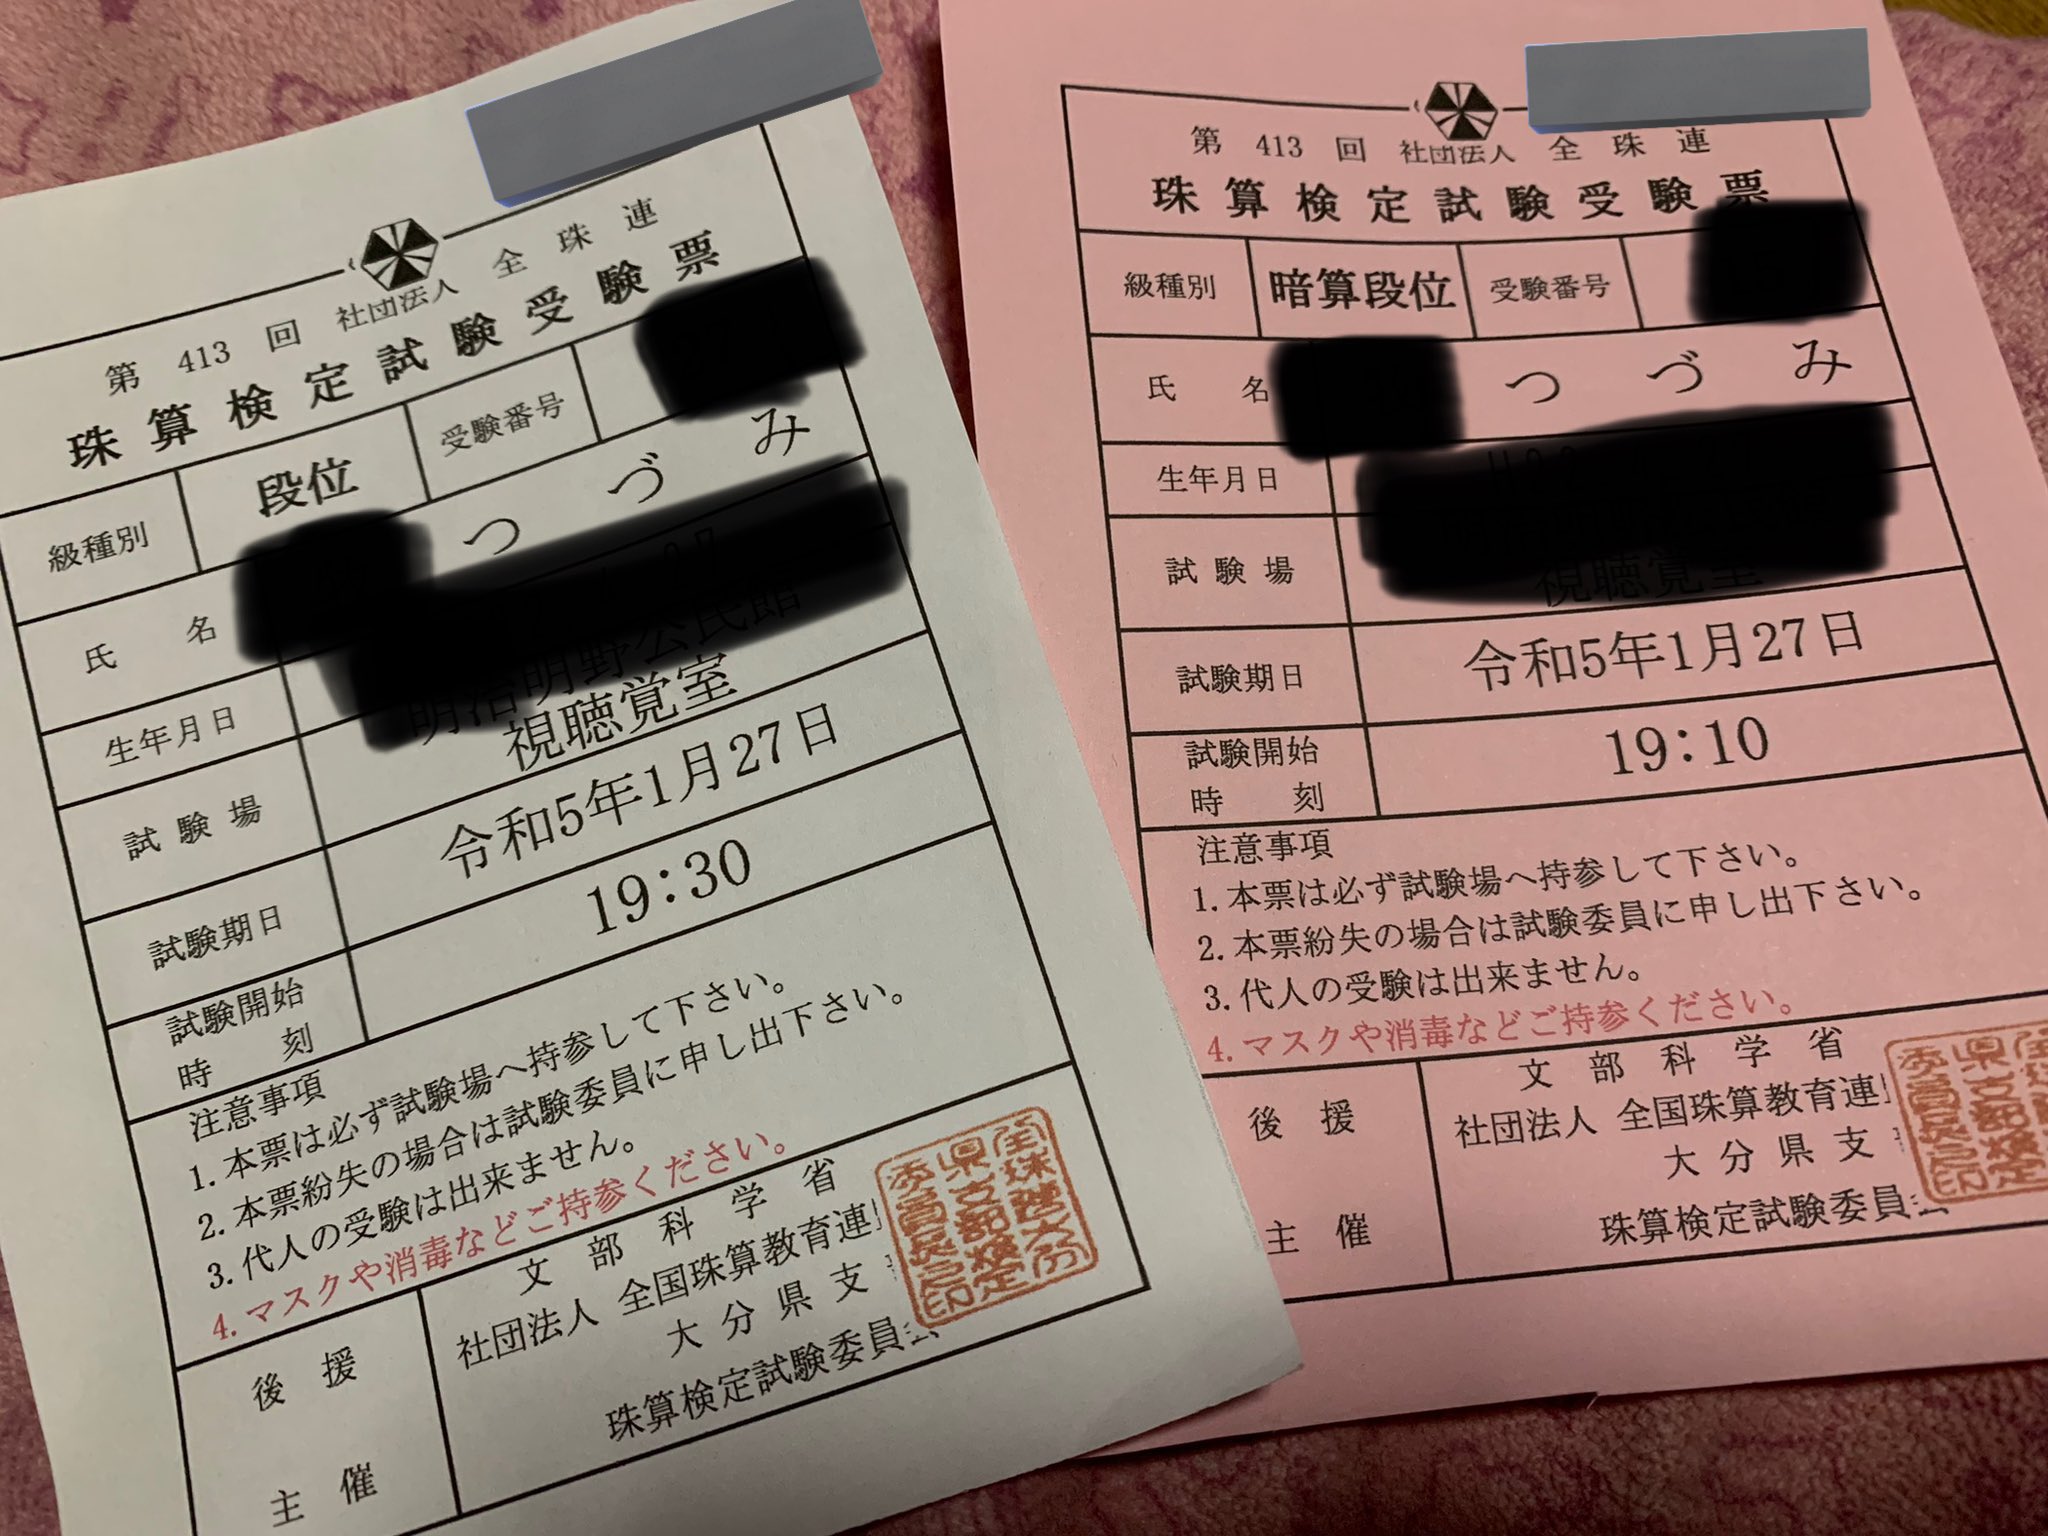 第 413 回 社団法人 全珠連
珠算検定試験受験票
級種別 段位 受験番号
氏名 つづみ
生年月日
試験場 視聴覚室
試験期日 令和5年1月27日
試験開始時刻 19:30
注意事項
1. 本票は必ず試験場へ持参して下さい。
2. 本票紛失の場合は試験委員に申し出下さい。
3. 代人の受験は出来ません。
4. マスクや消毒などご持参ください。
後援 文部科学省
社団法人 全国珠算教育連
大分県支
主催 珠算検定試験委員会
第 413 回 社団法人 全珠連
珠算検定試験受験票
級種別 暗算段位 受験番号
氏名 つづみ
生年月日
試験場
試験期日 令和5年1月27日
試験開始時刻 19:10
注意事項
1. 本票は必ず試験場へ持参して下さい。
2. 本票紛失の場合は試験委員に申し出下さい。
3. 代人の受験は出来ません。
4. マスクや消毒などご持参ください。
後援 文部科学省
社団法人 全国珠算教育連
大分県支
主催 珠算検定試験委員会